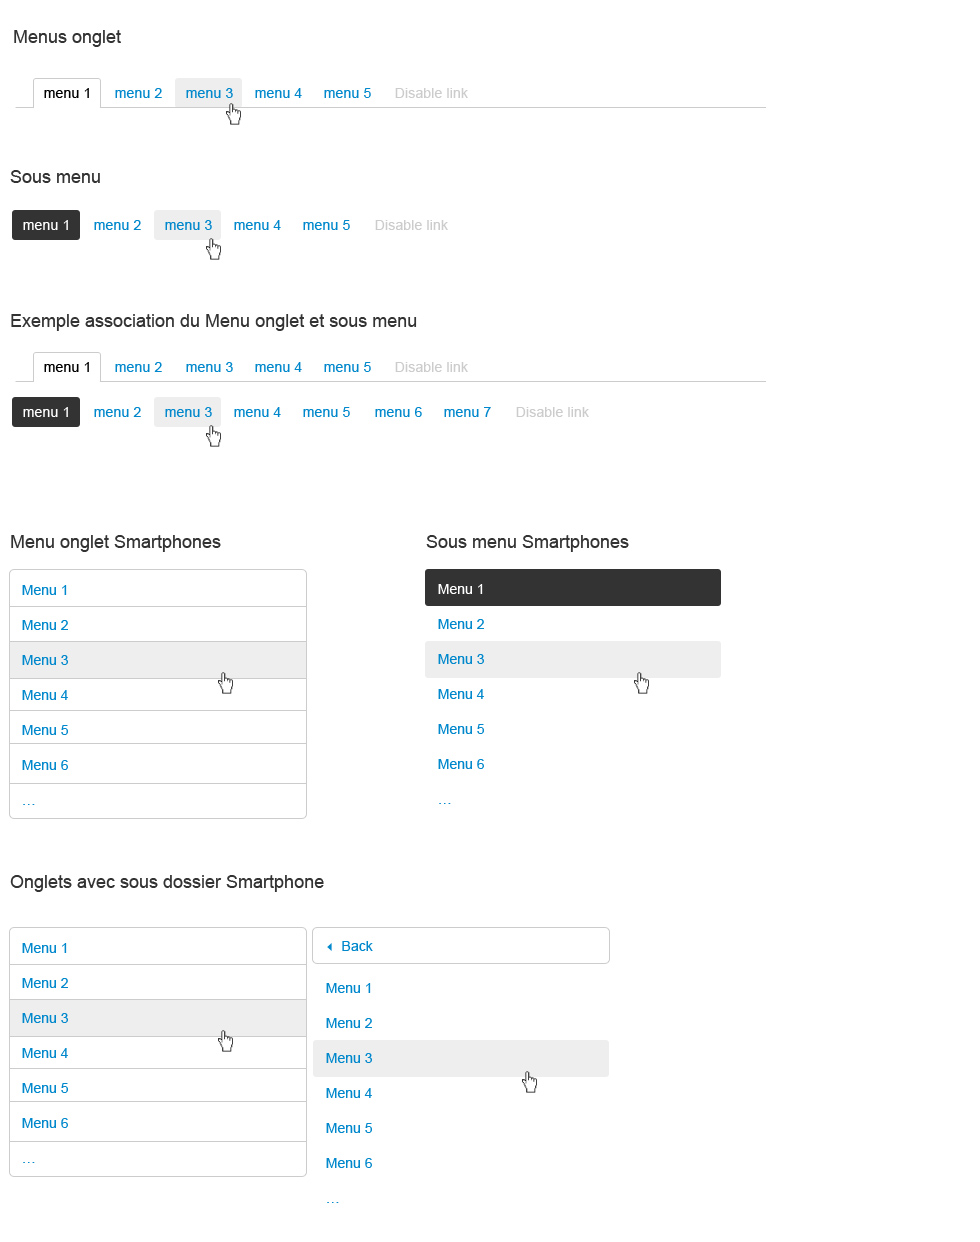 Menus onglet
menu 1 menu 2 menu 3 menu 4 menu 5 Disable link
Sous menu
menu 1 menu 2 menu 3 menu 4 menu 5 Disable link
Exemple association du Menu onglet et sous menu
menu 1 menu 2 menu 3 menu 4 menu 5 Disable link
menu 1 menu 2 menu 3 menu 4 menu 5 menu 6 menu 7 Disable link
Menu onglet Smartphones
Menu 1
Menu 2
Menu 3
Menu 4
Menu 5
Menu 6
...
Sous menu Smartphones
Menu 1
Menu 2
Menu 3
Menu 4
Menu 5
Menu 6
...
Onglets avec sous dossier Smartphone
Menu 1
Menu 2
Menu 3
Menu 4
Menu 5
Menu 6
...
Back
Menu 1
Menu 2
Menu 3
Menu 4
Menu 5
Menu 6
...